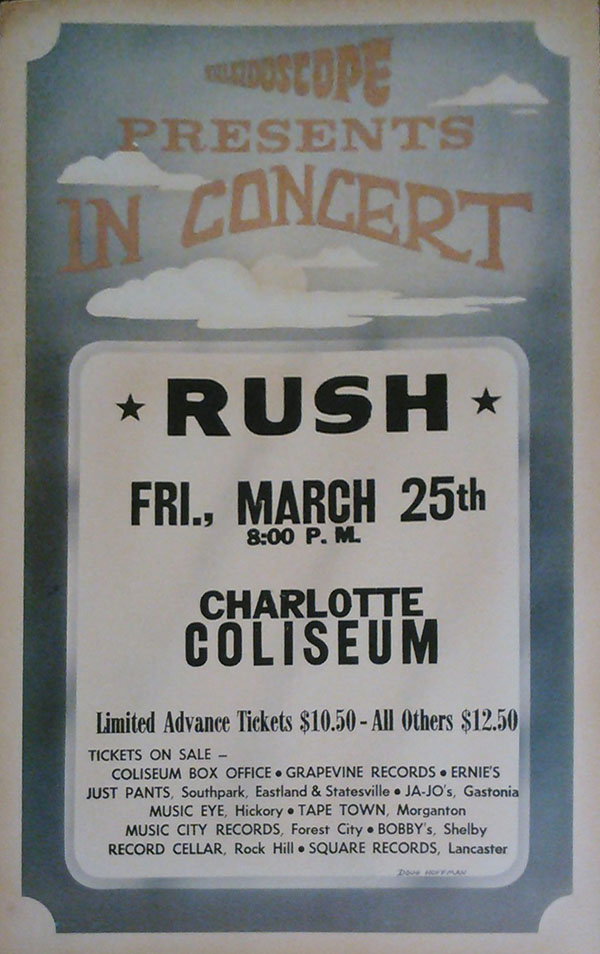 KALEIDOSCOPE
PRESENTS
IN CONCERT
★ RUSH ★
FRI., MARCH 25th
8:00 P. M.
CHARLOTTE
COLISEUM
Limited Advance Tickets $10.50 - All Others $12.50
TICKETS ON SALE –
COLISEUM BOX OFFICE • GRAPEVINE RECORDS • ERNIE'S
JUST PANTS, Southpark, Eastland & Statesville • JA-JO's, Gastonia
MUSIC EYE, Hickory • TAPE TOWN, Morganton
MUSIC CITY RECORDS, Forest City • BOBBY's, Shelby
RECORD CELLAR, Rock Hill • SQUARE RECORDS, Lancaster
DOUG HOFFMAN